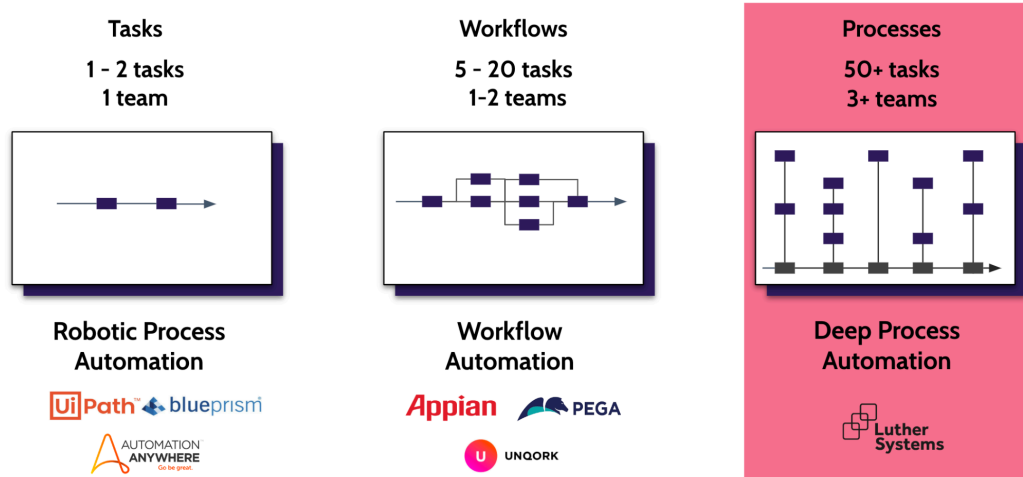 Tasks
1 - 2 tasks
1 team
Robotic Process
Automation
UiPath™
blueprism
AUTOMATION
ANYWHERE
Go be great.
Workflows
5 - 20 tasks
1-2 teams
Workflow
Automation
Appian
PEGA
U UNQORK
Processes
50+ tasks
3+ teams
Deep Process
Automation
Luther
Systems